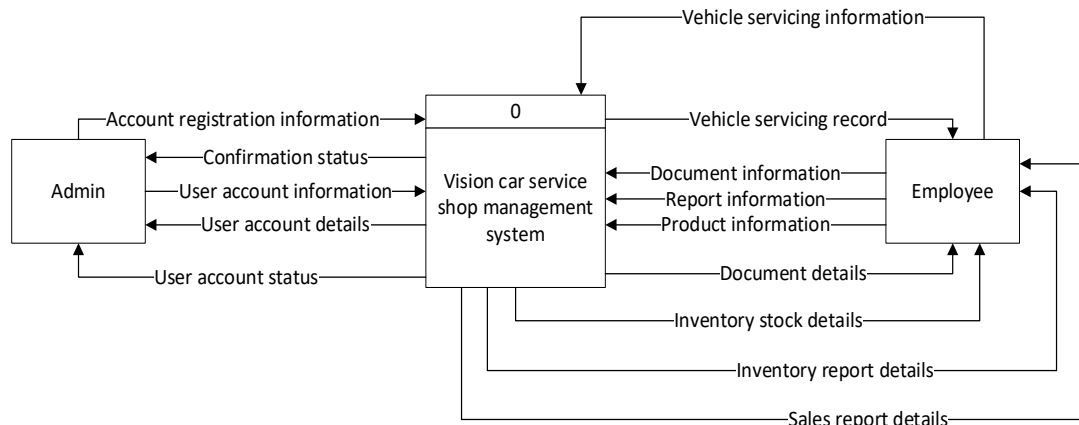 Vehicle servicing information
0
Account registration information
Vehicle servicing record
Confirmation status
Document information
Admin
User account information
Vision car service
shop management
system
Report information
Employee
User account details
Product information
User account status
Document details
Inventory stock details
Inventory report details
Sales report details